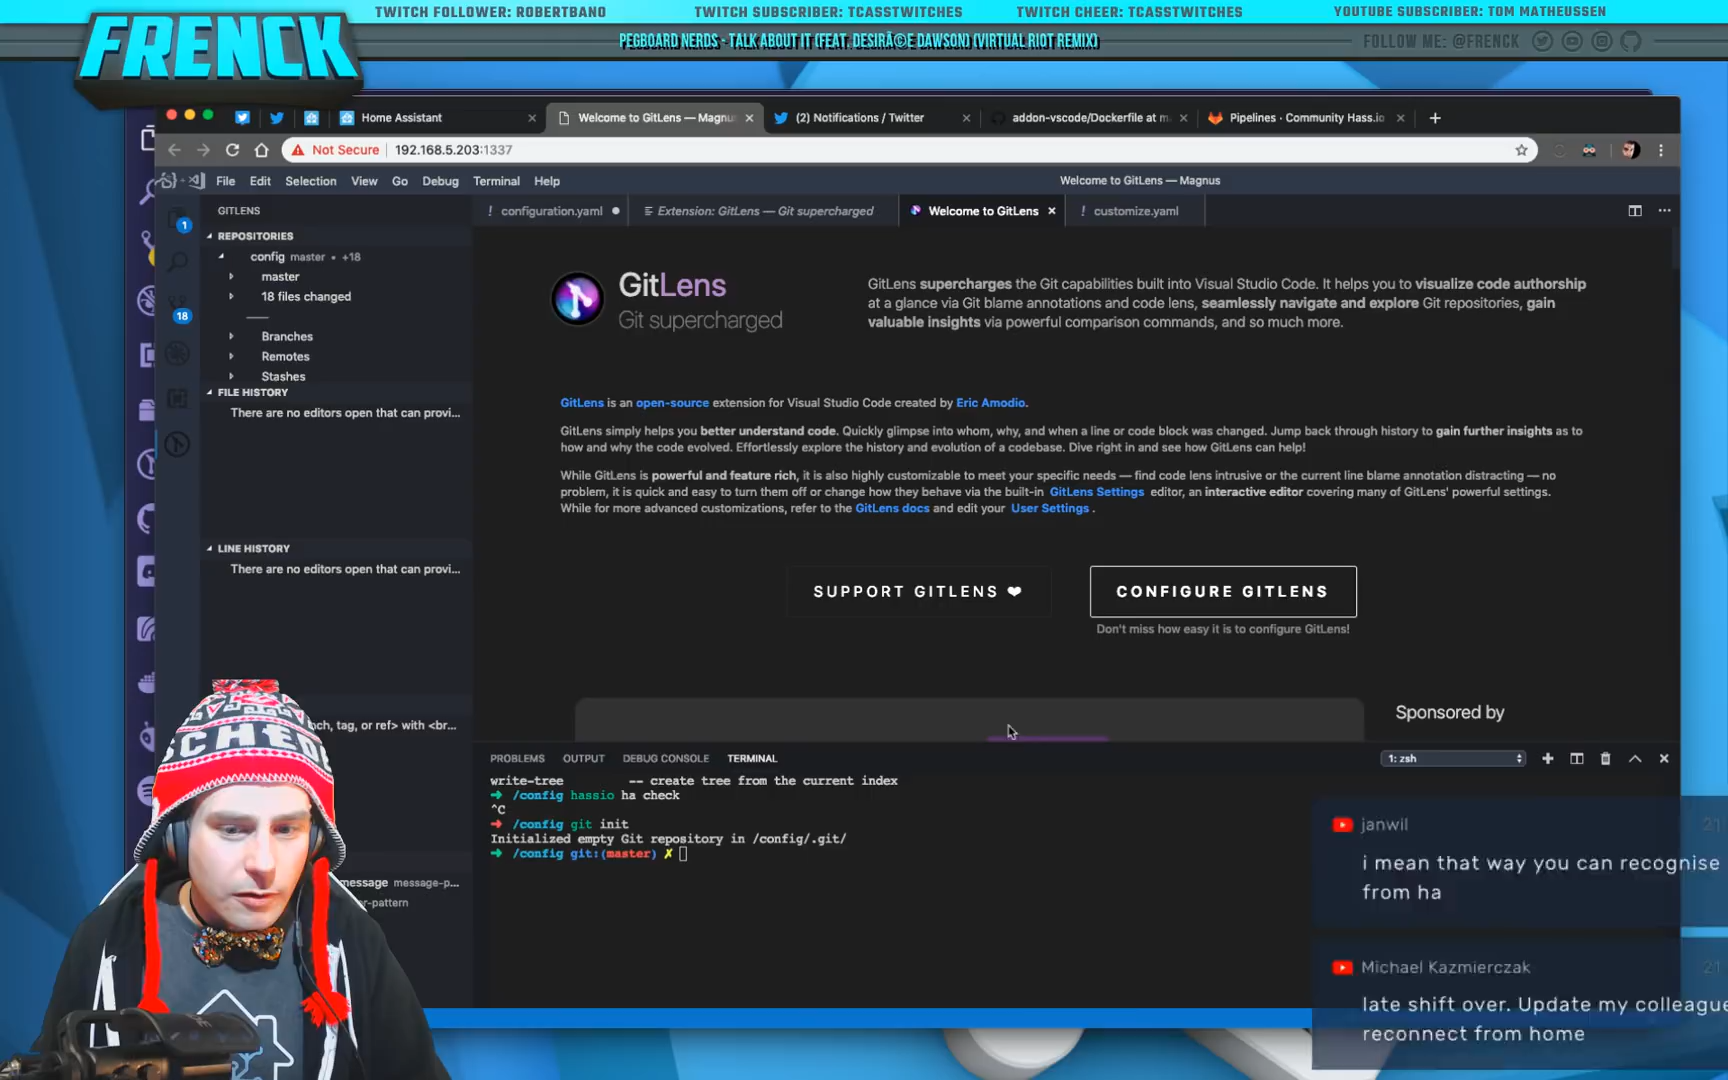 TWITCH FOLLOWER: ROBERTBANO
TWITCH SUBSCRIBER: TCASSTWITCHES
TWITCH CHEER: TCASSTWITCHES
YOUTUBE SUBSCRIBER: TOM MATHEUSSEN
FRENCK
PEGBOARD NERDS - TALK ABOUT IT (FEAT. DESIRÃ©E DAWSON) (VIRTUAL RIOT REMIX)
FOLLOW ME: @FRENCK
Home Assistant
Welcome to GitLens — Magnu
(2) Notifications / Twitter
addon-vscode/Dockerfile at m
Pipelines · Community Hass.io
Not Secure
192.168.5.203:1337
File Edit Selection View Go Debug Terminal Help
Welcome to GitLens — Magnus
GITLENS
configuration.yaml
Extension: GitLens — Git supercharged
Welcome to GitLens
customize.yaml
REPOSITORIES
config master • +18
master
18 files changed
Branches
Remotes
Stashes
FILE HISTORY
There are no editors open that can provi...
LINE HISTORY
There are no editors open that can provi...
nch, tag, or ref> with <br...
message message-p...
r-pattern
1
18
GitLens
Git supercharged
GitLens supercharges the Git capabilities built into Visual Studio Code. It helps you to visualize code authorship
at a glance via Git blame annotations and code lens, seamlessly navigate and explore Git repositories, gain
valuable insights via powerful comparison commands, and so much more.
GitLens is an open-source extension for Visual Studio Code created by Eric Amodio.
GitLens simply helps you better understand code. Quickly glimpse into whom, why, and when a line or code block was changed. Jump back through history to gain further insights as to
how and why the code evolved. Effortlessly explore the history and evolution of a codebase. Dive right in and see how GitLens can help!
While GitLens is powerful and feature rich, it is also highly customizable to meet your specific needs — find code lens intrusive or the current line blame annotation distracting — no
problem, it is quick and easy to turn them off or change how they behave via the built-in GitLens Settings editor, an interactive editor covering many of GitLens' powerful settings.
While for more advanced customizations, refer to the GitLens docs and edit your User Settings .
SUPPORT GITLENS ❤
CONFIGURE GITLENS
Don't miss how easy it is to configure GitLens!
Sponsored by
PROBLEMS OUTPUT DEBUG CONSOLE TERMINAL
1: zsh
write-tree -- create tree from the current index
➜ /config hassio ha check
^C
➜ /config git init
Initialized empty Git repository in /config/.git/
➜ /config git:(master) ✗
janwil
21
i mean that way you can recognise
from ha
Michael Kazmierczak
21
late shift over. Update my colleague
reconnect from home
SCHED